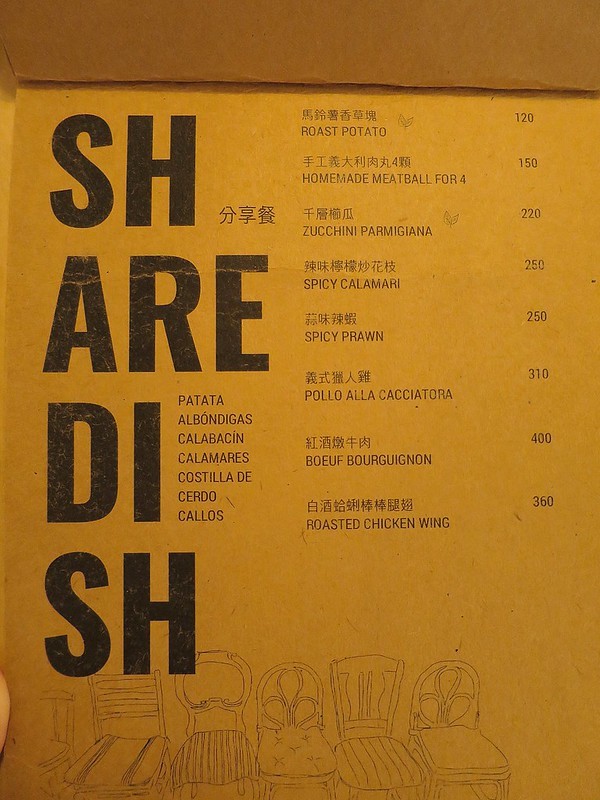 SH
ARE
DI
SH
分享餐
PATATA
ALBÓNDIGAS
CALABACÍN
CALAMARES
COSTILLA DE
CERDO
CALLOS
馬鈴薯香草塊 120
ROAST POTATO
手工義大利肉丸4顆 150
HOMEMADE MEATBALL FOR 4
千層櫛瓜 220
ZUCCHINI PARMIGIANA
辣味檸檬炒花枝 250
SPICY CALAMARI
蒜味辣蝦 250
SPICY PRAWN
義式獵人雞 310
POLLO ALLA CACCIATORA
紅酒燉牛肉 400
BOEUF BOURGUIGNON
白酒蛤蜊棒棒腿翅 360
ROASTED CHICKEN WING